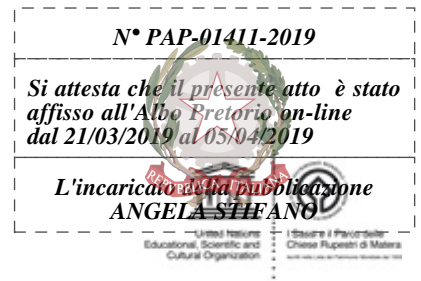 N° PAP-01411-2019
Si attesta che il presente atto è stato
affisso all'Albo Pretorio on-line
dal 21/03/2019 al 05/04/2019
L'incaricato della pubblicazione
ANGELA STIFANO
REPVBBLICA ITALIANA
United Nations
Educational, Scientific and
Cultural Organization
I Sassi e il Parco delle
Chiese Rupestri di Matera